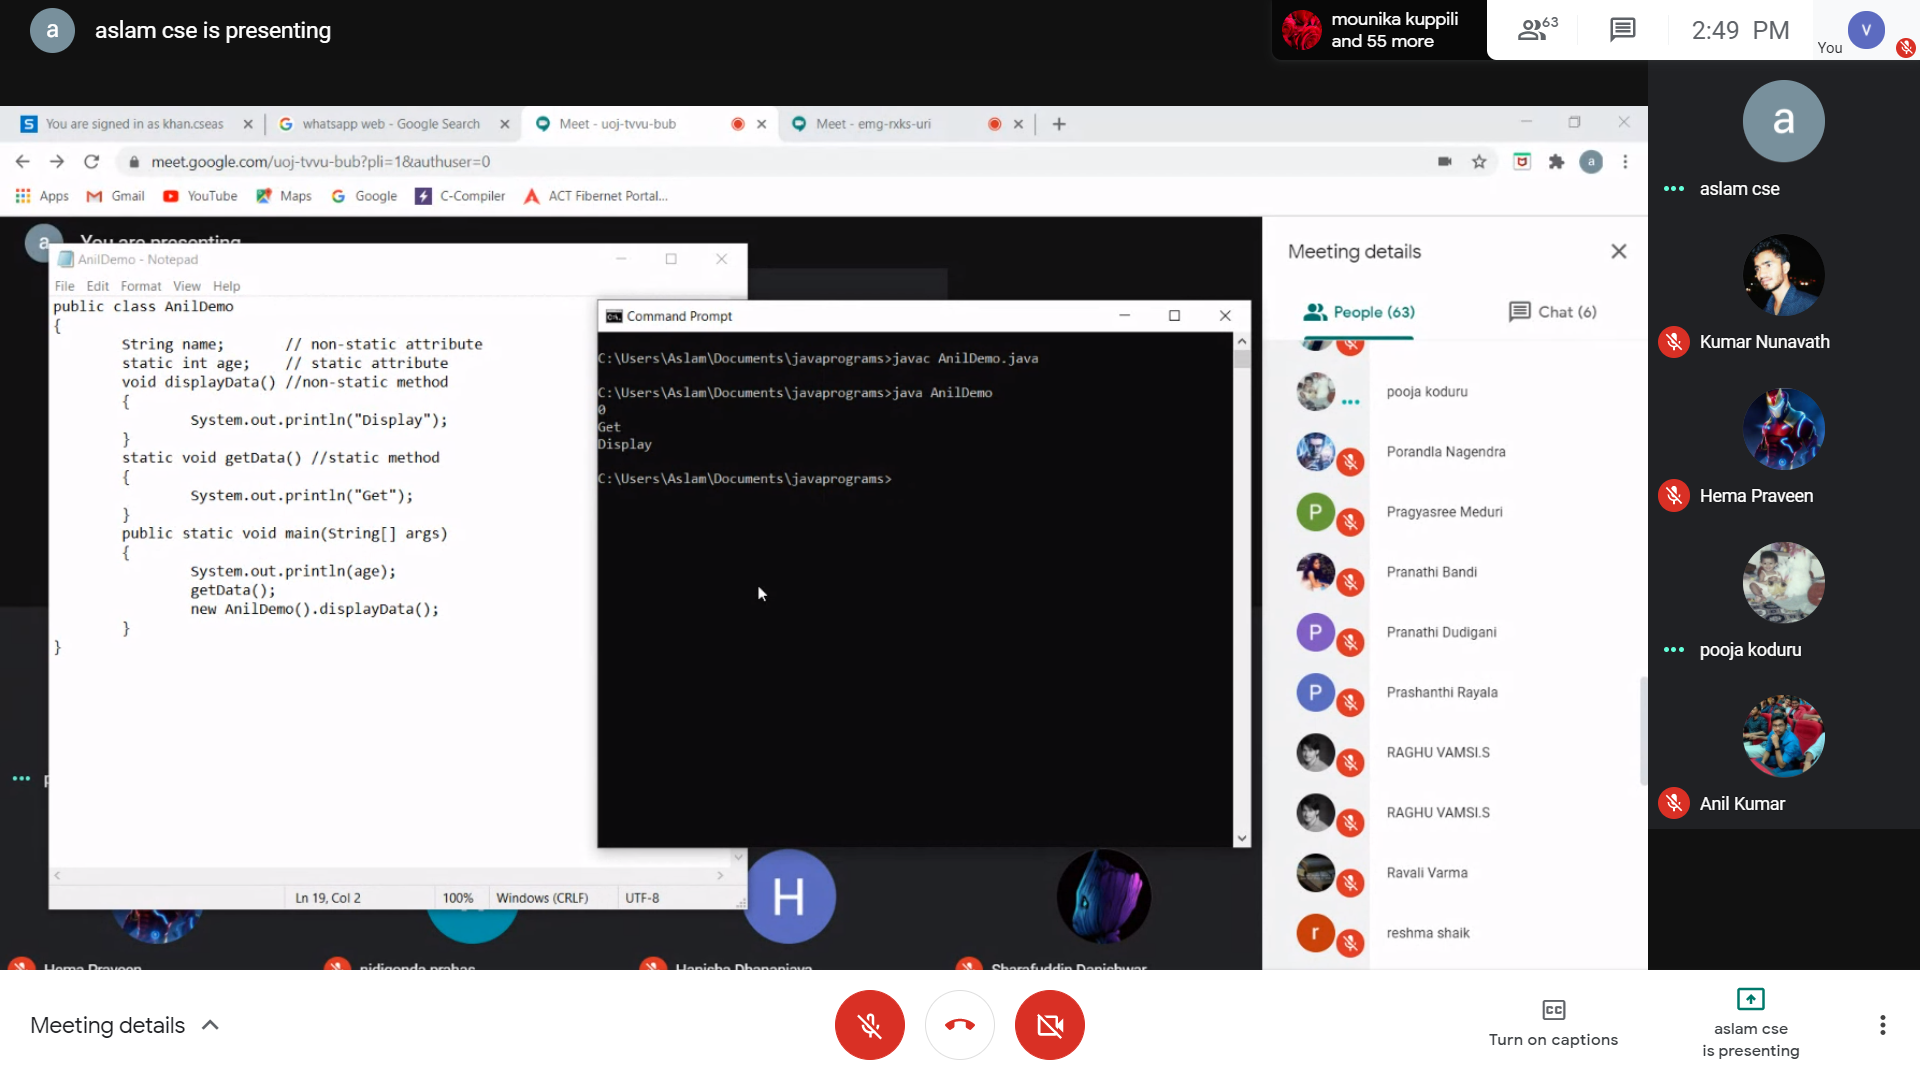 a
aslam cse is presenting
mounika kuppili
and 55 more
63
2:49 PM
You
V
You are signed in as khan.cseas
whatsapp web - Google Search
Meet - uoj-tvvu-bub
Meet - emg-rxks-uri
meet.google.com/uoj-tvvu-bub?pli=1&authuser=0
a
Apps
Gmail
YouTube
Maps
Google
C-Compiler
ACT Fibernet Portal...
a
You are presenting
AnilDemo - Notepad
File Edit Format View Help
public class AnilDemo
{
String name; // non-static attribute
static int age; // static attribute
void displayData() //non-static method
{
System.out.println("Display");
}
static void getData() //static method
{
System.out.println("Get");
}
public static void main(String[] args)
{
System.out.println(age);
getData();
new AnilDemo().displayData();
}
}
Ln 19, Col 2
100%
Windows (CRLF)
UTF-8
Command Prompt
C:\Users\Aslam\Documents\javaprograms>javac AnilDemo.java
C:\Users\Aslam\Documents\javaprograms>java AnilDemo
0
Get
Display
C:\Users\Aslam\Documents\javaprograms>
H
Hema Praveen
nidigonda prahas
Hanisha Dhananjaya
Sharafuddin Danishwar
Meeting details
People (63)
Chat (6)
pooja koduru
Porandla Nagendra
P
Pragyasree Meduri
Pranathi Bandi
P
Pranathi Dudigani
P
Prashanthi Rayala
RAGHU VAMSI.S
RAGHU VAMSI.S
Ravali Varma
r
reshma shaik
a
aslam cse
Kumar Nunavath
Hema Praveen
pooja koduru
Anil Kumar
Meeting details
CC
Turn on captions
aslam cse
is presenting